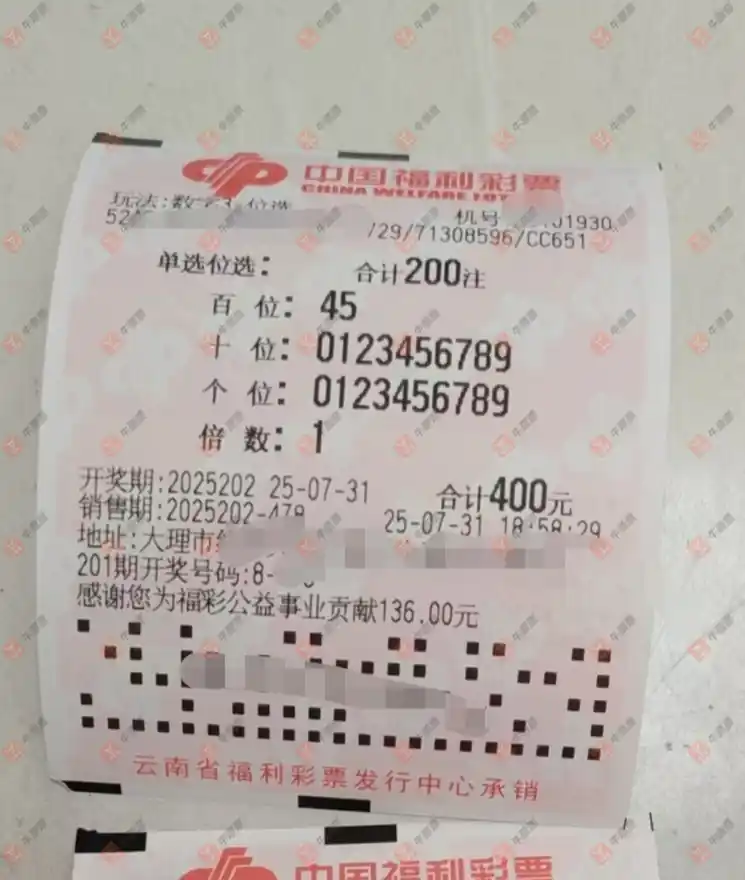 中国福利彩票
CHINA WELFARE LOT
玩法:数字3 位选 机号 01930
/29/71308596/CC651
单选位选: 合计200注
百 位: 45
十 位: 0123456789
个 位: 0123456789
倍 数: 1
开奖期:2025202 25-07-31 合计400元
销售期:2025202-478 25-07-31 18:58:29
地址:大理市
201期开奖号码:8-
感谢您为福彩公益事业贡献136.00元
云南省福利彩票发行中心承销
中国福利彩票